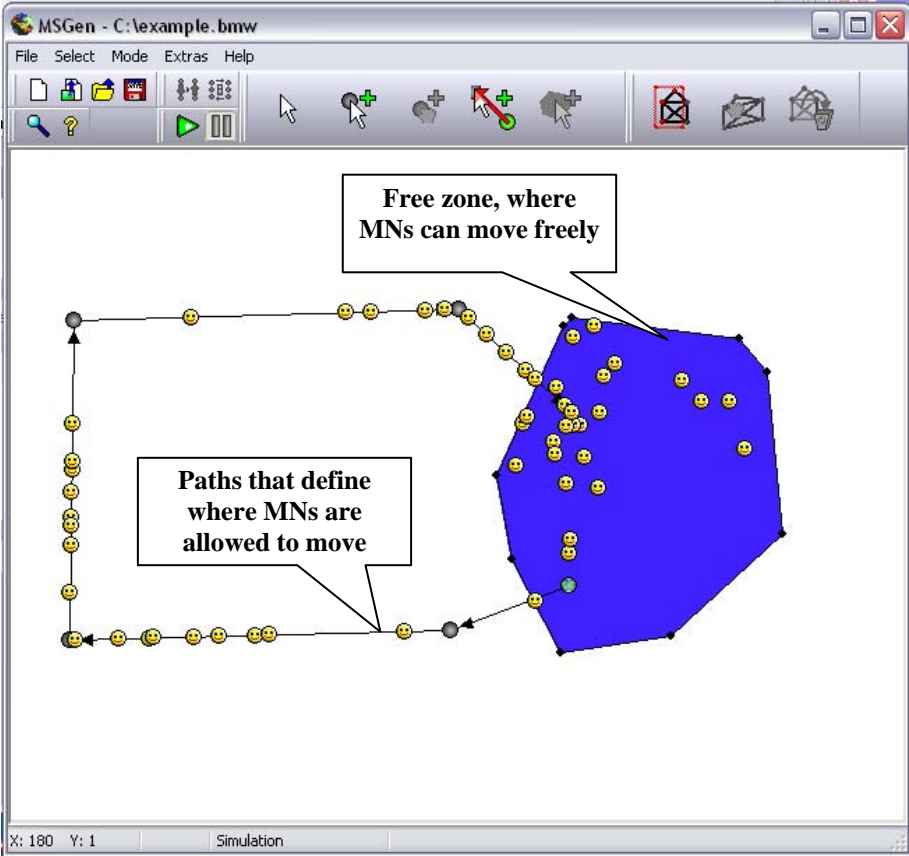 MSGen - C:\example.bmw
File Select Mode Extras Help
Free zone, where
MNs can move freely
Paths that define
where MNs are
allowed to move
X: 180 Y: 1 Simulation